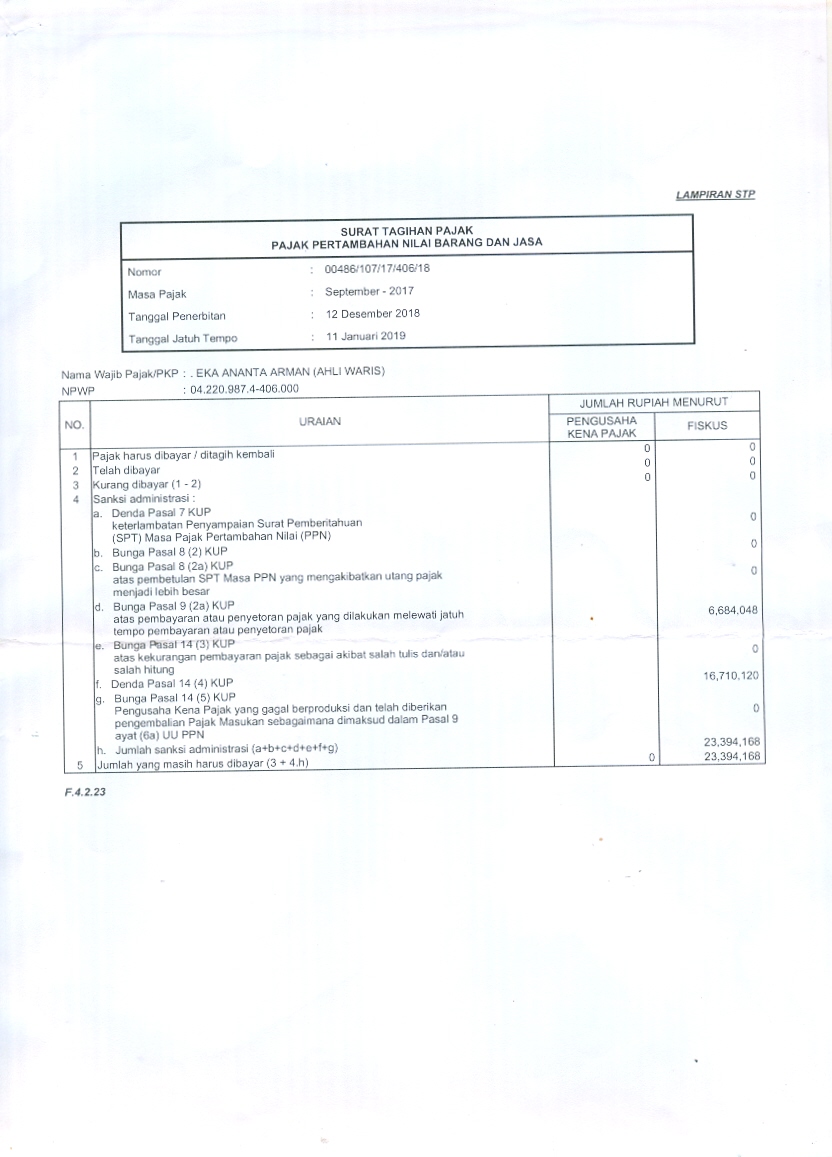 LAMPIRAN STP
SURAT TAGIHAN PAJAK
PAJAK PERTAMBAHAN NILAI BARANG DAN JASA
Nomor : 00486/107/17/406/18
Masa Pajak : September - 2017
Tanggal Penerbitan : 12 Desember 2018
Tanggal Jatuh Tempo : 11 Januari 2019
Nama Wajib Pajak/PKP : . EKA ANANTA ARMAN (AHLI WARIS)
NPWP : 04.220.987.4-406.000
NO. URAIAN JUMLAH RUPIAH MENURUT
PENGUSAHA KENA PAJAK FISKUS
1 Pajak harus dibayar / ditagih kembali 0 0
2 Telah dibayar 0 0
3 Kurang dibayar (1 - 2) 0 0
4 Sanksi administrasi :
a. Denda Pasal 7 KUP
keterlambatan Penyampaian Surat Pemberitahuan 0
(SPT) Masa Pajak Pertambahan Nilai (PPN)
b. Bunga Pasal 8 (2) KUP 0
c. Bunga Pasal 8 (2a) KUP
atas pembetulan SPT Masa PPN yang mengakibatkan utang pajak 0
menjadi lebih besar
d. Bunga Pasal 9 (2a) KUP
atas pembayaran atau penyetoran pajak yang dilakukan melewati jatuh 6,684,048
tempo pembayaran atau penyetoran pajak
e. Bunga Pasal 14 (3) KUP
atas kekurangan pembayaran pajak sebagai akibat salah tulis dan/atau 0
salah hitung
f. Denda Pasal 14 (4) KUP 16,710,120
g. Bunga Pasal 14 (5) KUP
Pengusaha Kena Pajak yang gagal berproduksi dan telah diberikan 0
pengembalian Pajak Masukan sebagaimana dimaksud dalam Pasal 9
ayat (6a) UU PPN
h. Jumlah sanksi administrasi (a+b+c+d+e+f+g) 23,394,168
5 Jumlah yang masih harus dibayar (3 + 4.h) 0 23,394,168
F.4.2.23